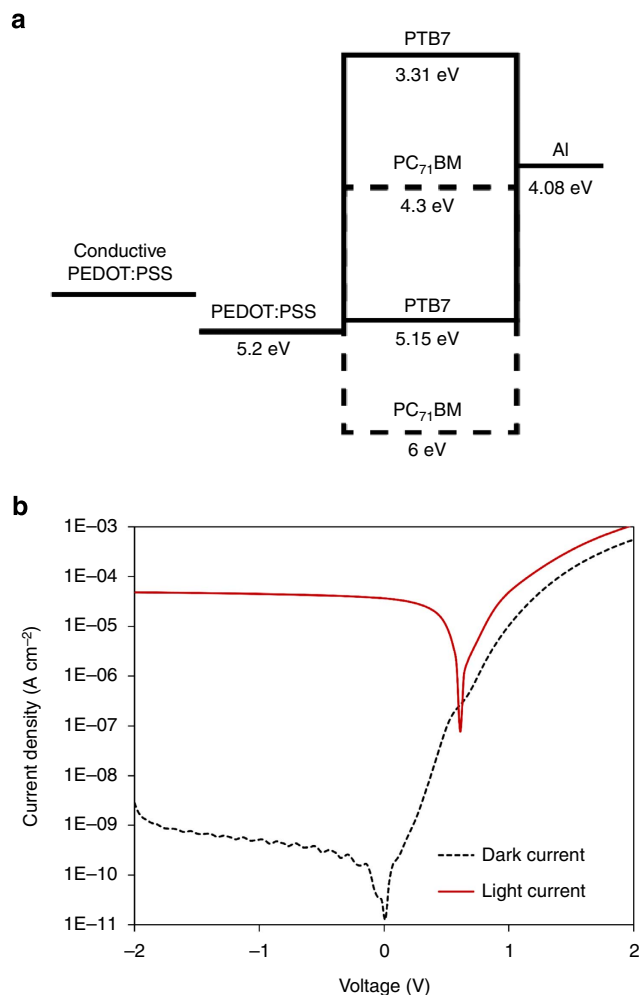 a
PTB7
3.31 eV
Al
4.08 eV
PC₇₁BM
4.3 eV
Conductive
PEDOT:PSS
PEDOT:PSS
5.2 eV
PTB7
5.15 eV
PC₇₁BM
6 eV
b
1E–03
1E–04
1E–05
1E–06
1E–07
1E–08
1E–09
1E–10
1E–11
Current density (A cm⁻²)
Dark current
Light current
–2
–1
0
1
2
Voltage (V)